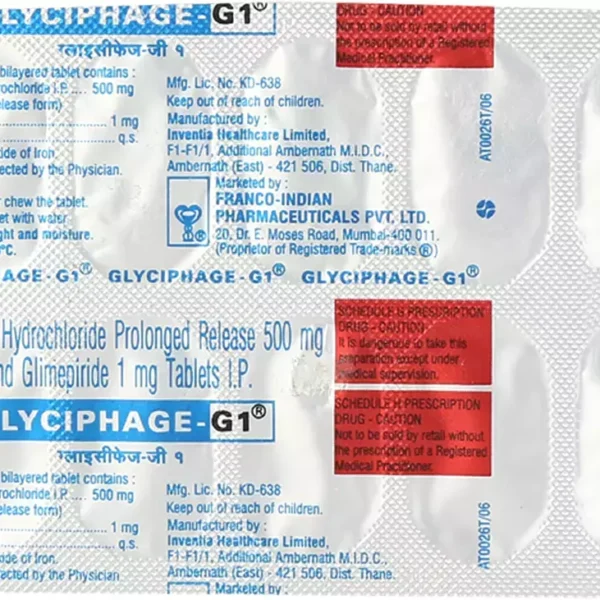 LYCIPHAGE-G1®
ग्लाइसीफेज-जी १
bilayered tablet contains :
rochloride I.P. .... 500 mg
elease form)
1 mg
q.s.
ide of Iron
ected by the Physician.
chew the tablet.
et with water
ght and moisture.
°C.
Mfg. Lic. No. KD-638
Keep out of reach of children.
Manufactured by :
Inventia Healthcare Limited,
F1-F1/1, Additional Ambernath M.I.D.C.,
Ambernath (East) - 421 506, Dist. Thane.
Marketed by :
FRANCO-INDIAN
PHARMACEUTICALS PVT. LTD.
20, Dr. E. Moses Road, Mumbai-400 011.
(Proprietor of Registered Trade-marks ®)
DRUG - CAUTION
Not to be sold by retail without
the prescription of a Registered
Medical Practitioner.
AT0026T/06
AGE-G1® GLYCIPHAGE-G1® GLYCIPHAGE-G1®
Hydrochloride Prolonged Release 500 mg
nd Glimepiride 1 mg Tablets I.P.
LYCIPHAGE-G1®
ग्लाइसीफेज-जी १
bilayered tablet contains :
rochloride I.P. .... 500 mg
elease form)
1 mg
q.s.
ide of Iron
ected by the Physician
Mfg. Lic. No. KD-638
Keep out of reach of children.
Manufactured by :
Inventia Healthcare Limited,
F1-F1/1, Additional Ambernath M.I.D.C.,
Ambernath (East) - 421 506, Dist. Thane.
Marketed by :
SCHEDULE G PRESCRIPTION
DRUG - CAUTION
It is dangerous to take this
preparation except under
medical supervision.
SCHEDULE H PRESCRIPTION
DRUG - CAUTION
Not to be sold by retail without
the prescription of a Registered
Medical Practitioner.
AT0026T/06